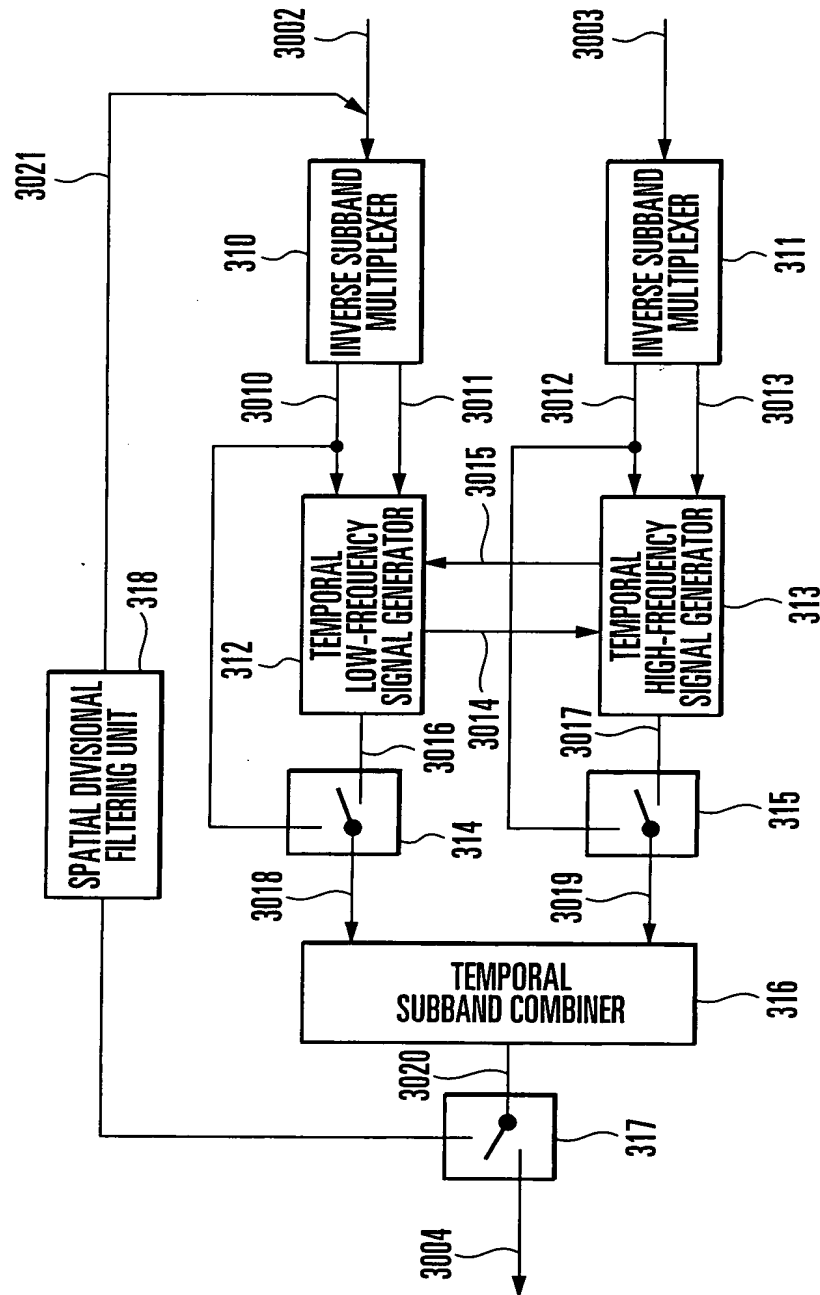 3002
3003
3021
INVERSE SUBBAND
MULTIPLEXER
310
INVERSE SUBBAND
MULTIPLEXER
311
3010
3011
3012
3013
3015
3014
TEMPORAL
LOW-FREQUENCY
SIGNAL GENERATOR
312
TEMPORAL
HIGH-FREQUENCY
SIGNAL GENERATOR
313
318
SPATIAL DIVISIONAL
FILTERING UNIT
3016
3017
314
315
3018
3019
TEMPORAL
SUBBAND COMBINER
316
3020
317
3004